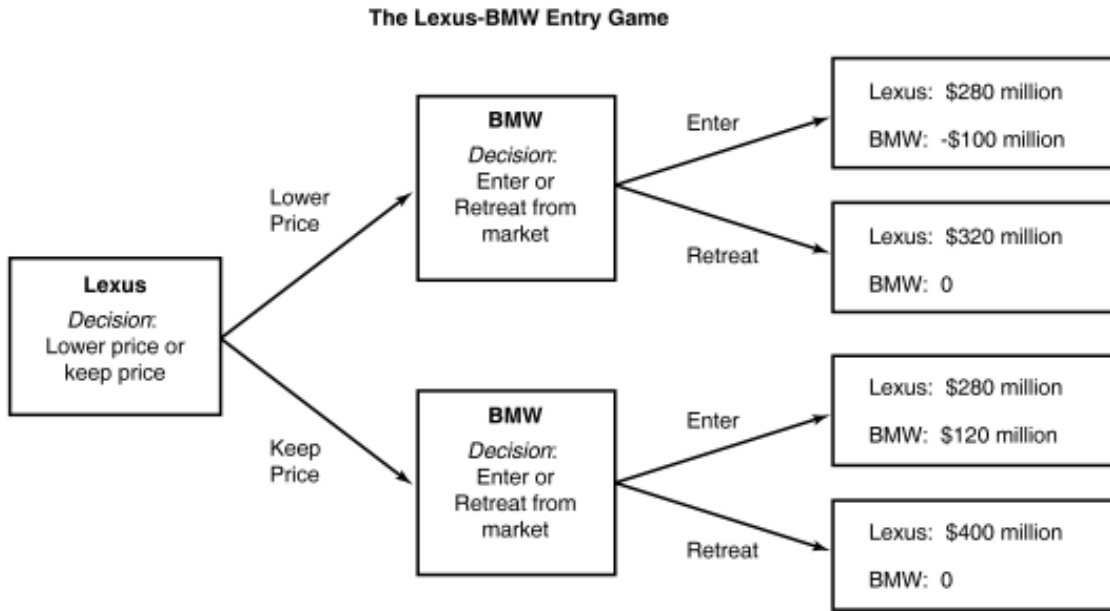 The Lexus-BMW Entry Game
Lexus
Decision:
Lower price or
keep price
Lower
Price
Keep
Price
BMW
Decision:
Enter or
Retreat from
market
Enter
Retreat
Lexus: $280 million
BMW: -$100 million
Lexus: $320 million
BMW: 0
BMW
Decision:
Enter or
Retreat from
market
Enter
Retreat
Lexus: $280 million
BMW: $120 million
Lexus: $400 million
BMW: 0